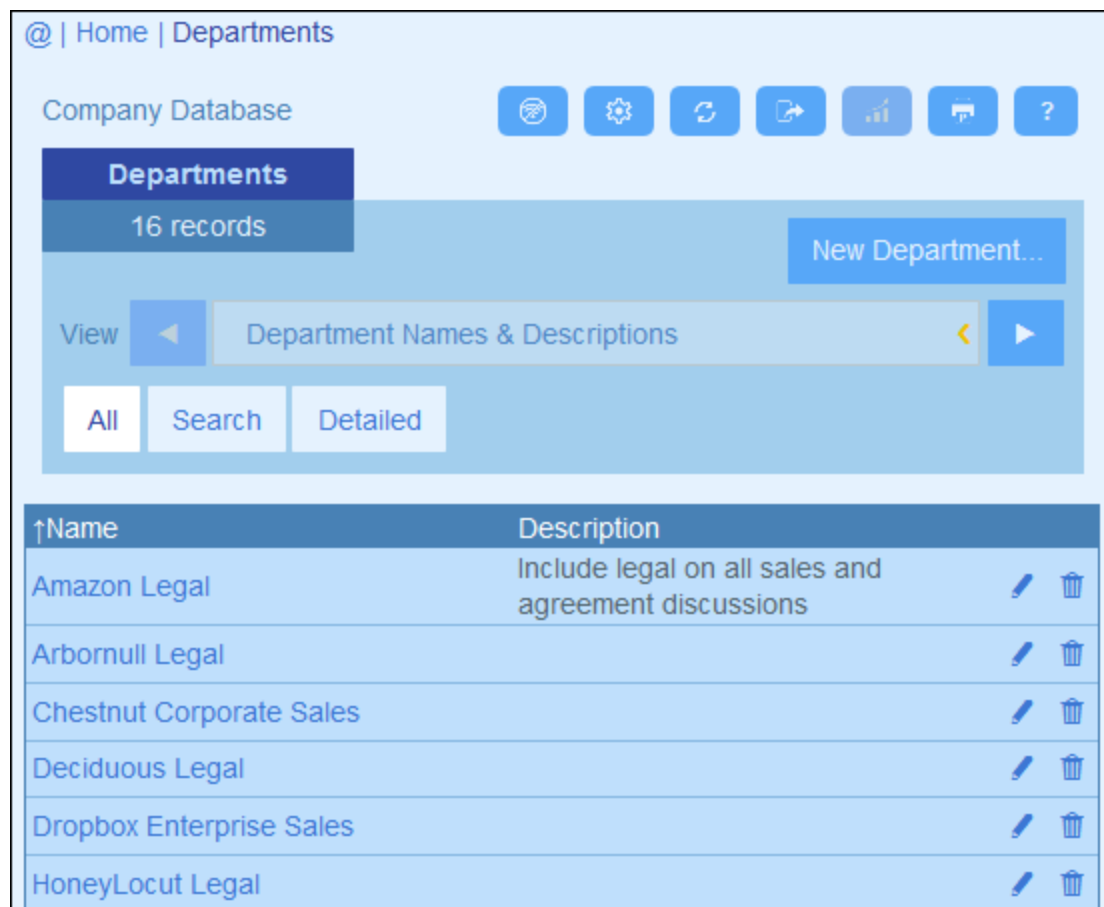 @ | Home | Departments
Company Database
?
Departments
16 records
New Department...
View
Department Names & Descriptions
All Search Detailed
↑Name Description
Amazon Legal
Include legal on all sales and
agreement discussions
Arbornull Legal
Chestnut Corporate Sales
Deciduous Legal
Dropbox Enterprise Sales
HoneyLocut Legal